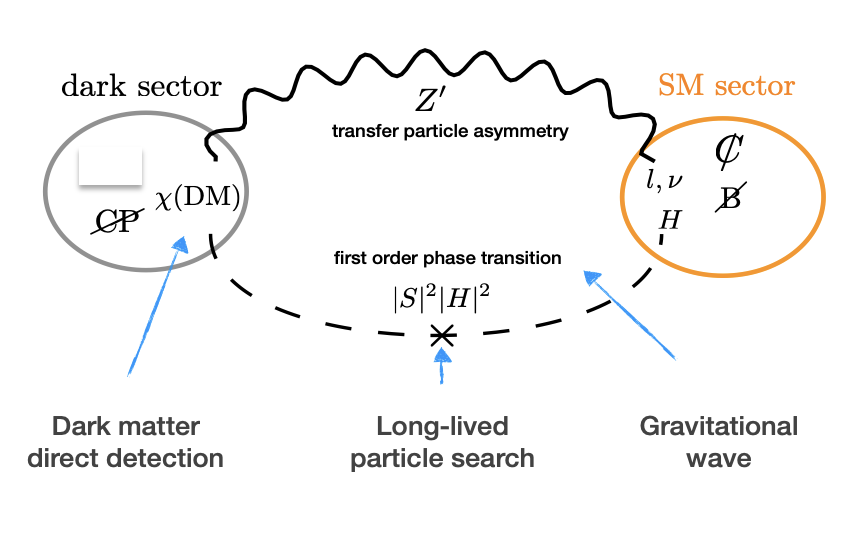 dark sector
SM sector
Z′
transfer particle asymmetry
χ(DM)
C̸P̸
l, ν
H
C̸
B̸
first order phase transition
|S|²|H|²
Dark matter
direct detection
Long-lived
particle search
Gravitational
wave